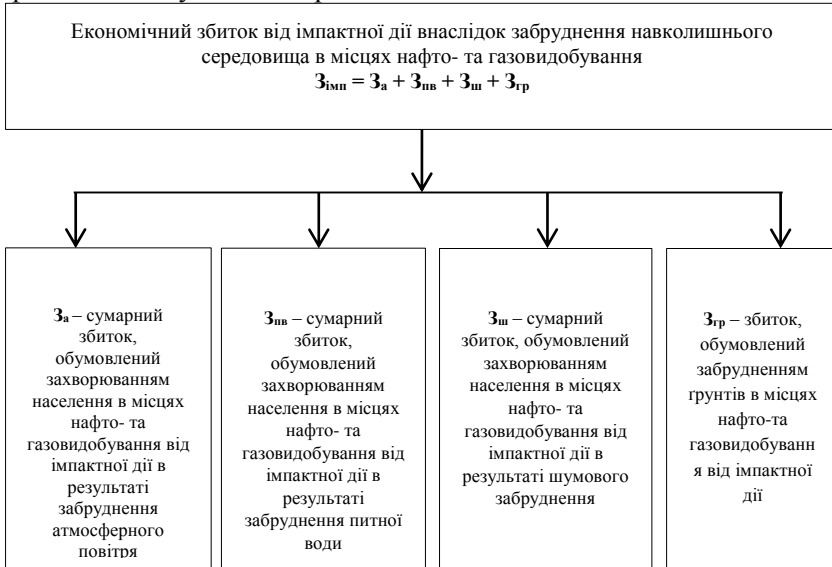 Економічний збиток від імпактної дії внаслідок забруднення навколишнього
середовища в місцях нафто- та газовидобування
Зімп = За + Зпв + Зш + Згр
За – сумарний
збиток,
обумовлений
захворюванням
населення в місцях
нафто- та
газовидобування від
імпактної дії в
результаті
забруднення
атмосферного
повітря
Зпв – сумарний
збиток,
обумовлений
захворюванням
населення в місцях
нафто- та
газовидобування від
імпактної дії в
результаті
забруднення питної
води
Зш – сумарний
збиток, обумовлений
захворюванням
населення в місцях
нафто- та
газовидобування від
імпактної дії в
результаті шумового
забруднення
Згр – збиток,
обумовлений
забрудненням
ґрунтів в місцях
нафто-та
газовидобуванн
я від імпактної
дії